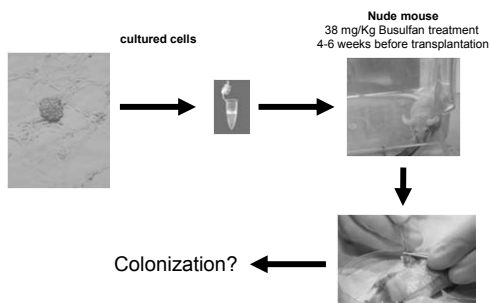 Nude mouse
38 mg/Kg Busulfan treatment
4-6 weeks before transplantation
cultured cells
Colonization?